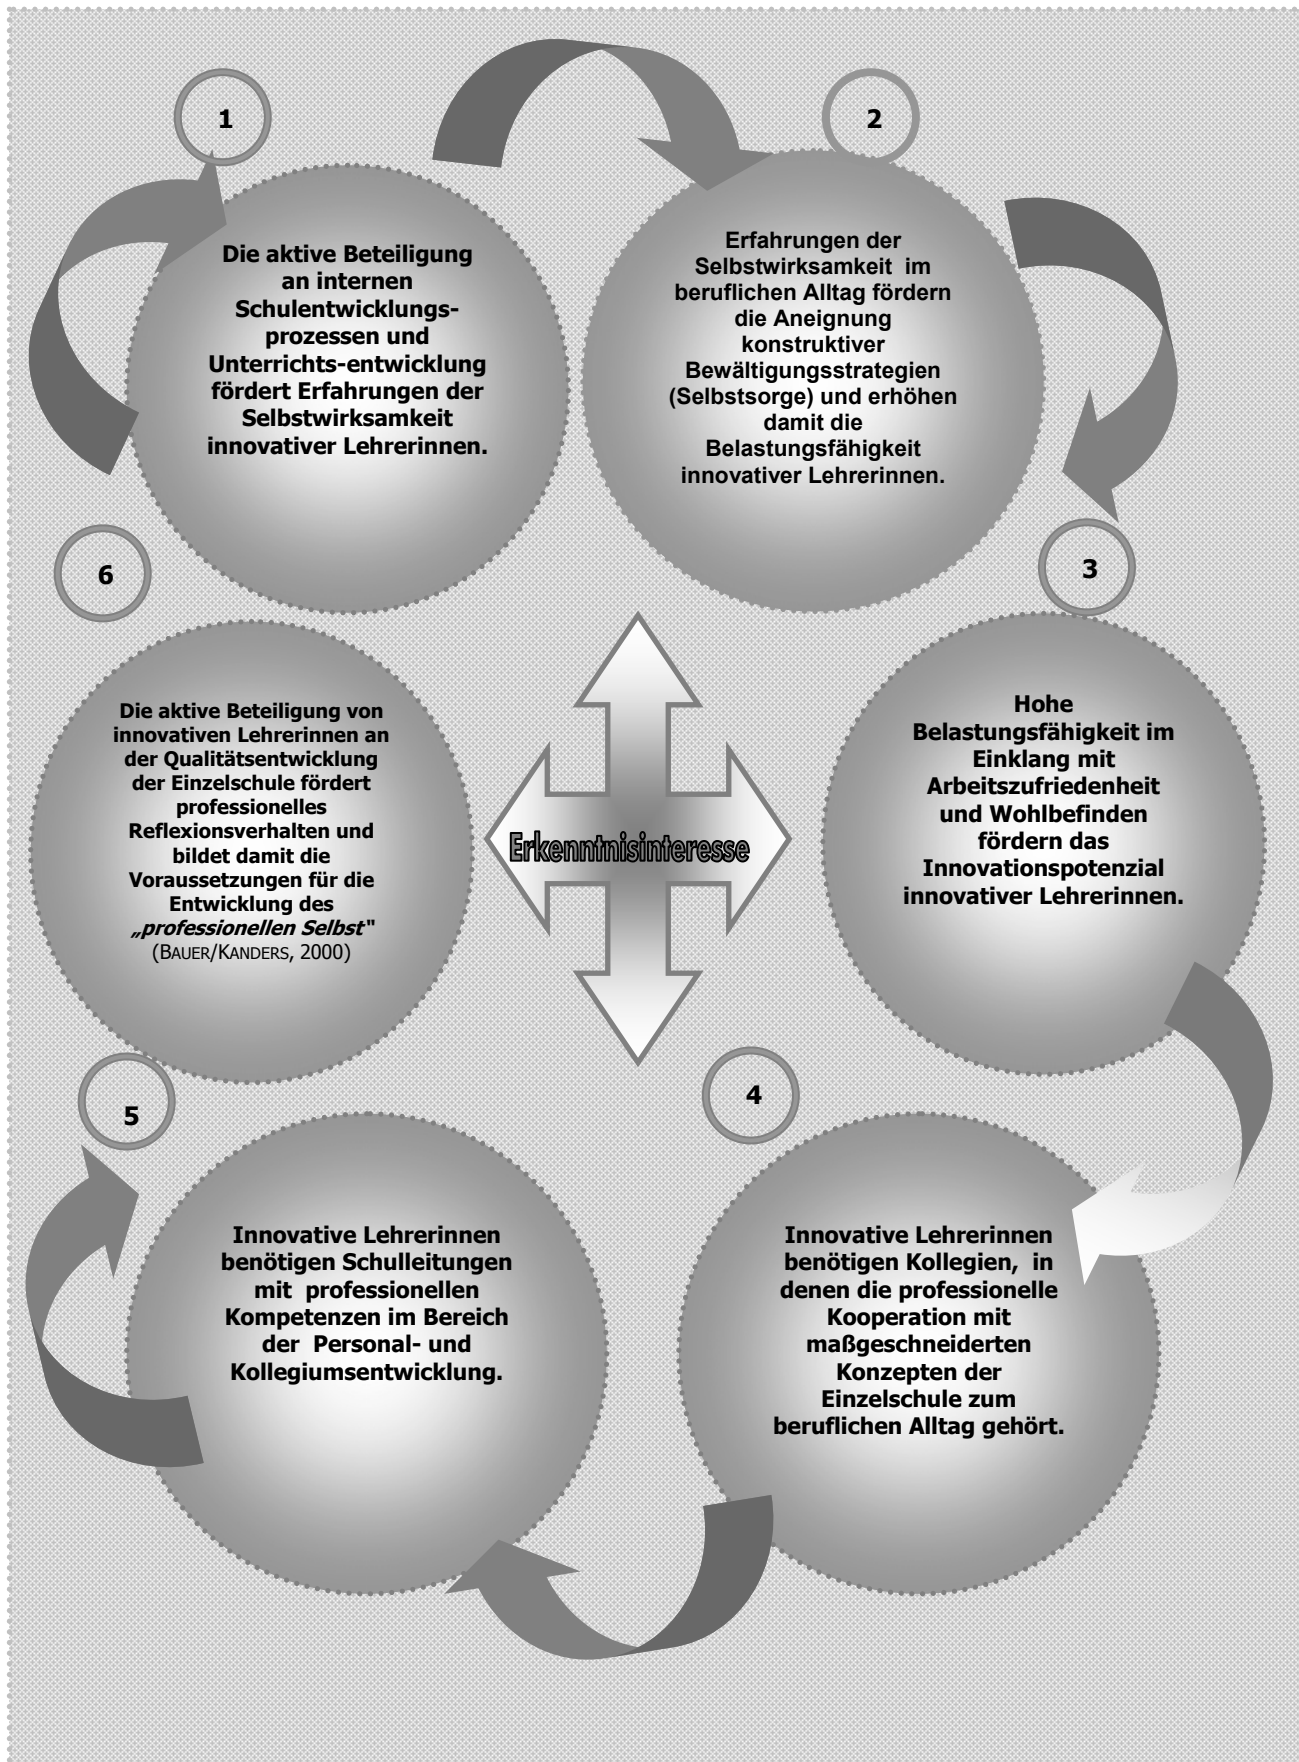 1
Die aktive Beteiligung
an internen
Schulentwicklungs-
prozessen und
Unterrichts-entwicklung
fördert Erfahrungen der
Selbstwirksamkeit
innovativer Lehrerinnen.
2
Erfahrungen der
Selbstwirksamkeit im
beruflichen Alltag fördern
die Aneignung
konstruktiver
Bewältigungsstrategien
(Selbstsorge) und erhöhen
damit die
Belastungsfähigkeit
innovativer Lehrerinnen.
3
Hohe
Belastungsfähigkeit im
Einklang mit
Arbeitszufriedenheit
und Wohlbefinden
fördern das
Innovationspotenzial
innovativer Lehrerinnen.
4
Innovative Lehrerinnen
benötigen Kollegien, in
denen die professionelle
Kooperation mit
maßgeschneiderten
Konzepten der
Einzelschule zum
beruflichen Alltag gehört.
5
Innovative Lehrerinnen
benötigen Schulleitungen
mit professionellen
Kompetenzen im Bereich
der Personal- und
Kollegiumsentwicklung.
6
Die aktive Beteiligung von
innovativen Lehrerinnen an
der Qualitätsentwicklung
der Einzelschule fördert
professionelles
Reflexionsverhalten und
bildet damit die
Voraussetzungen für die
Entwicklung des
„professionellen Selbst"
(BAUER/KANDERS, 2000)
Erkenntnisinteresse